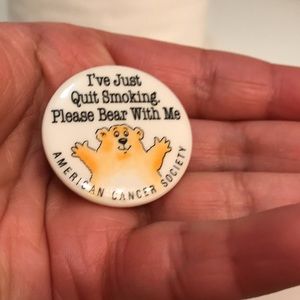 I've Just
Quit Smoking.
Please Bear With Me
AMERICAN CANCER SOCIETY